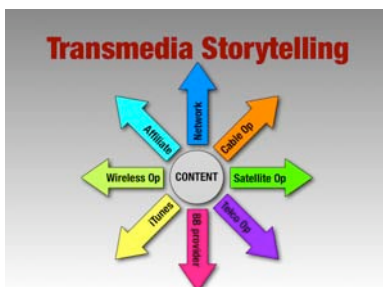 Transmedia Storytelling
Network
Affiliate
Cable Op
Wireless Op
CONTENT
Satellite Op
iTunes
BB provider
Telco Op